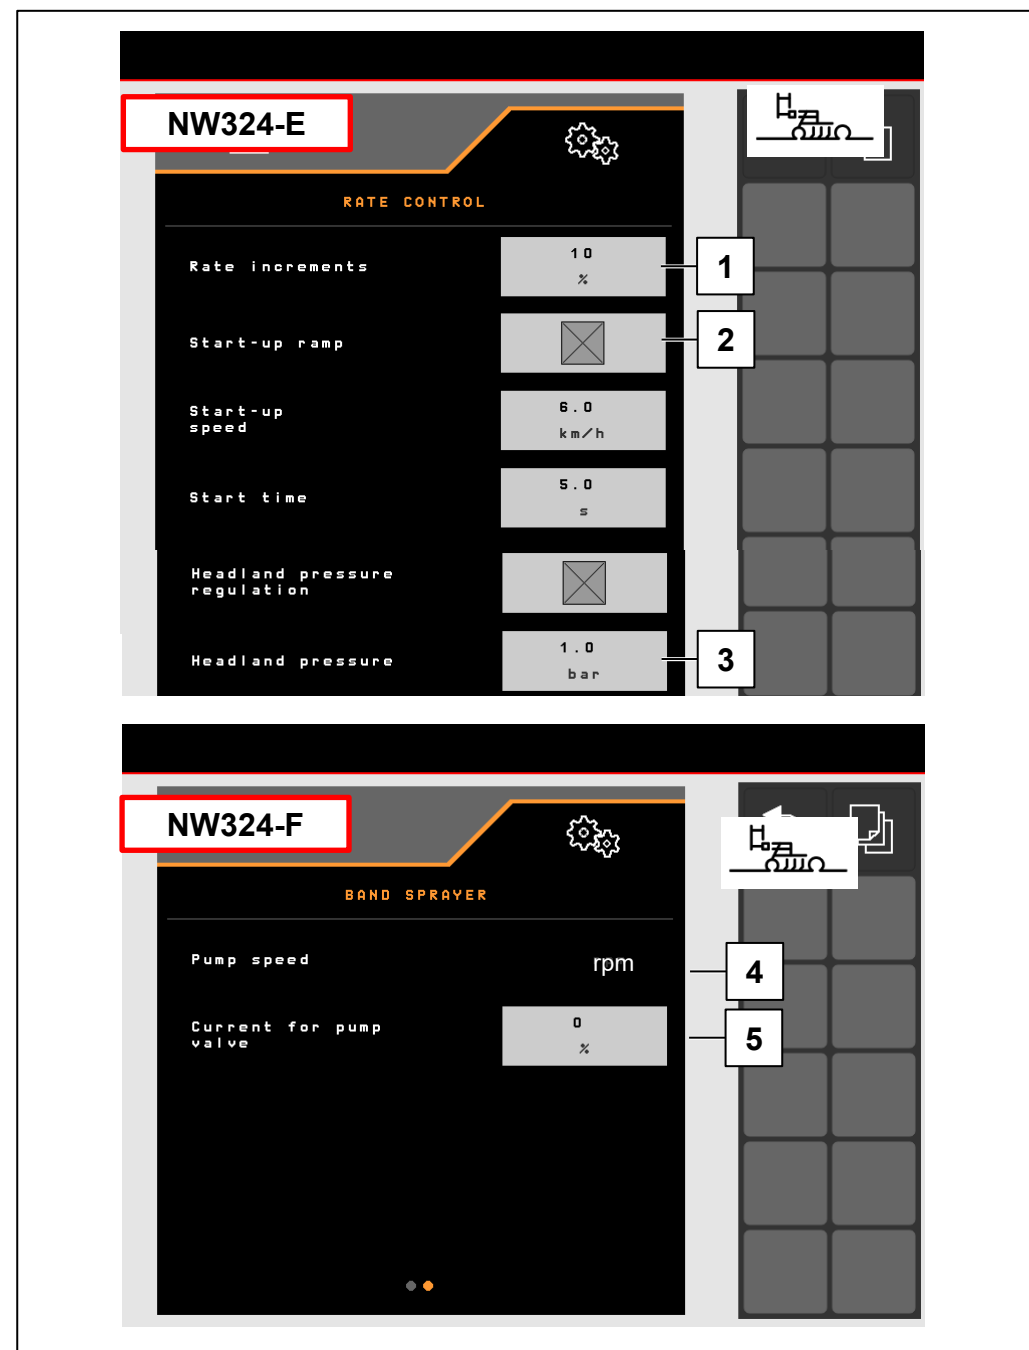 NW324-E
RATE CONTROL
Rate increments
10
%
1
Start-up ramp
2
Start-up
speed
6.0
km/h
Start time
5.0
s
Headland pressure
regulation
Headland pressure
1.0
bar
3
NW324-F
BAND SPRAYER
Pump speed
rpm
4
Current for pump
valve
0
%
5